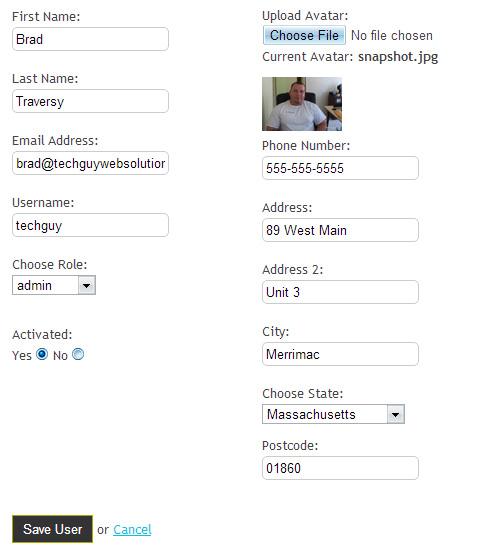 First Name:
Brad
Last Name:
Traversy
Email Address:
brad@techguywebsolution
Username:
techguy
Choose Role:
admin
Activated:
Yes No
Upload Avatar:
Choose File No file chosen
Current Avatar: snapshot.jpg
Phone Number:
555-555-5555
Address:
89 West Main
Address 2:
Unit 3
City:
Merrimac
Choose State:
Massachusetts
Postcode:
01860
Save User or Cancel